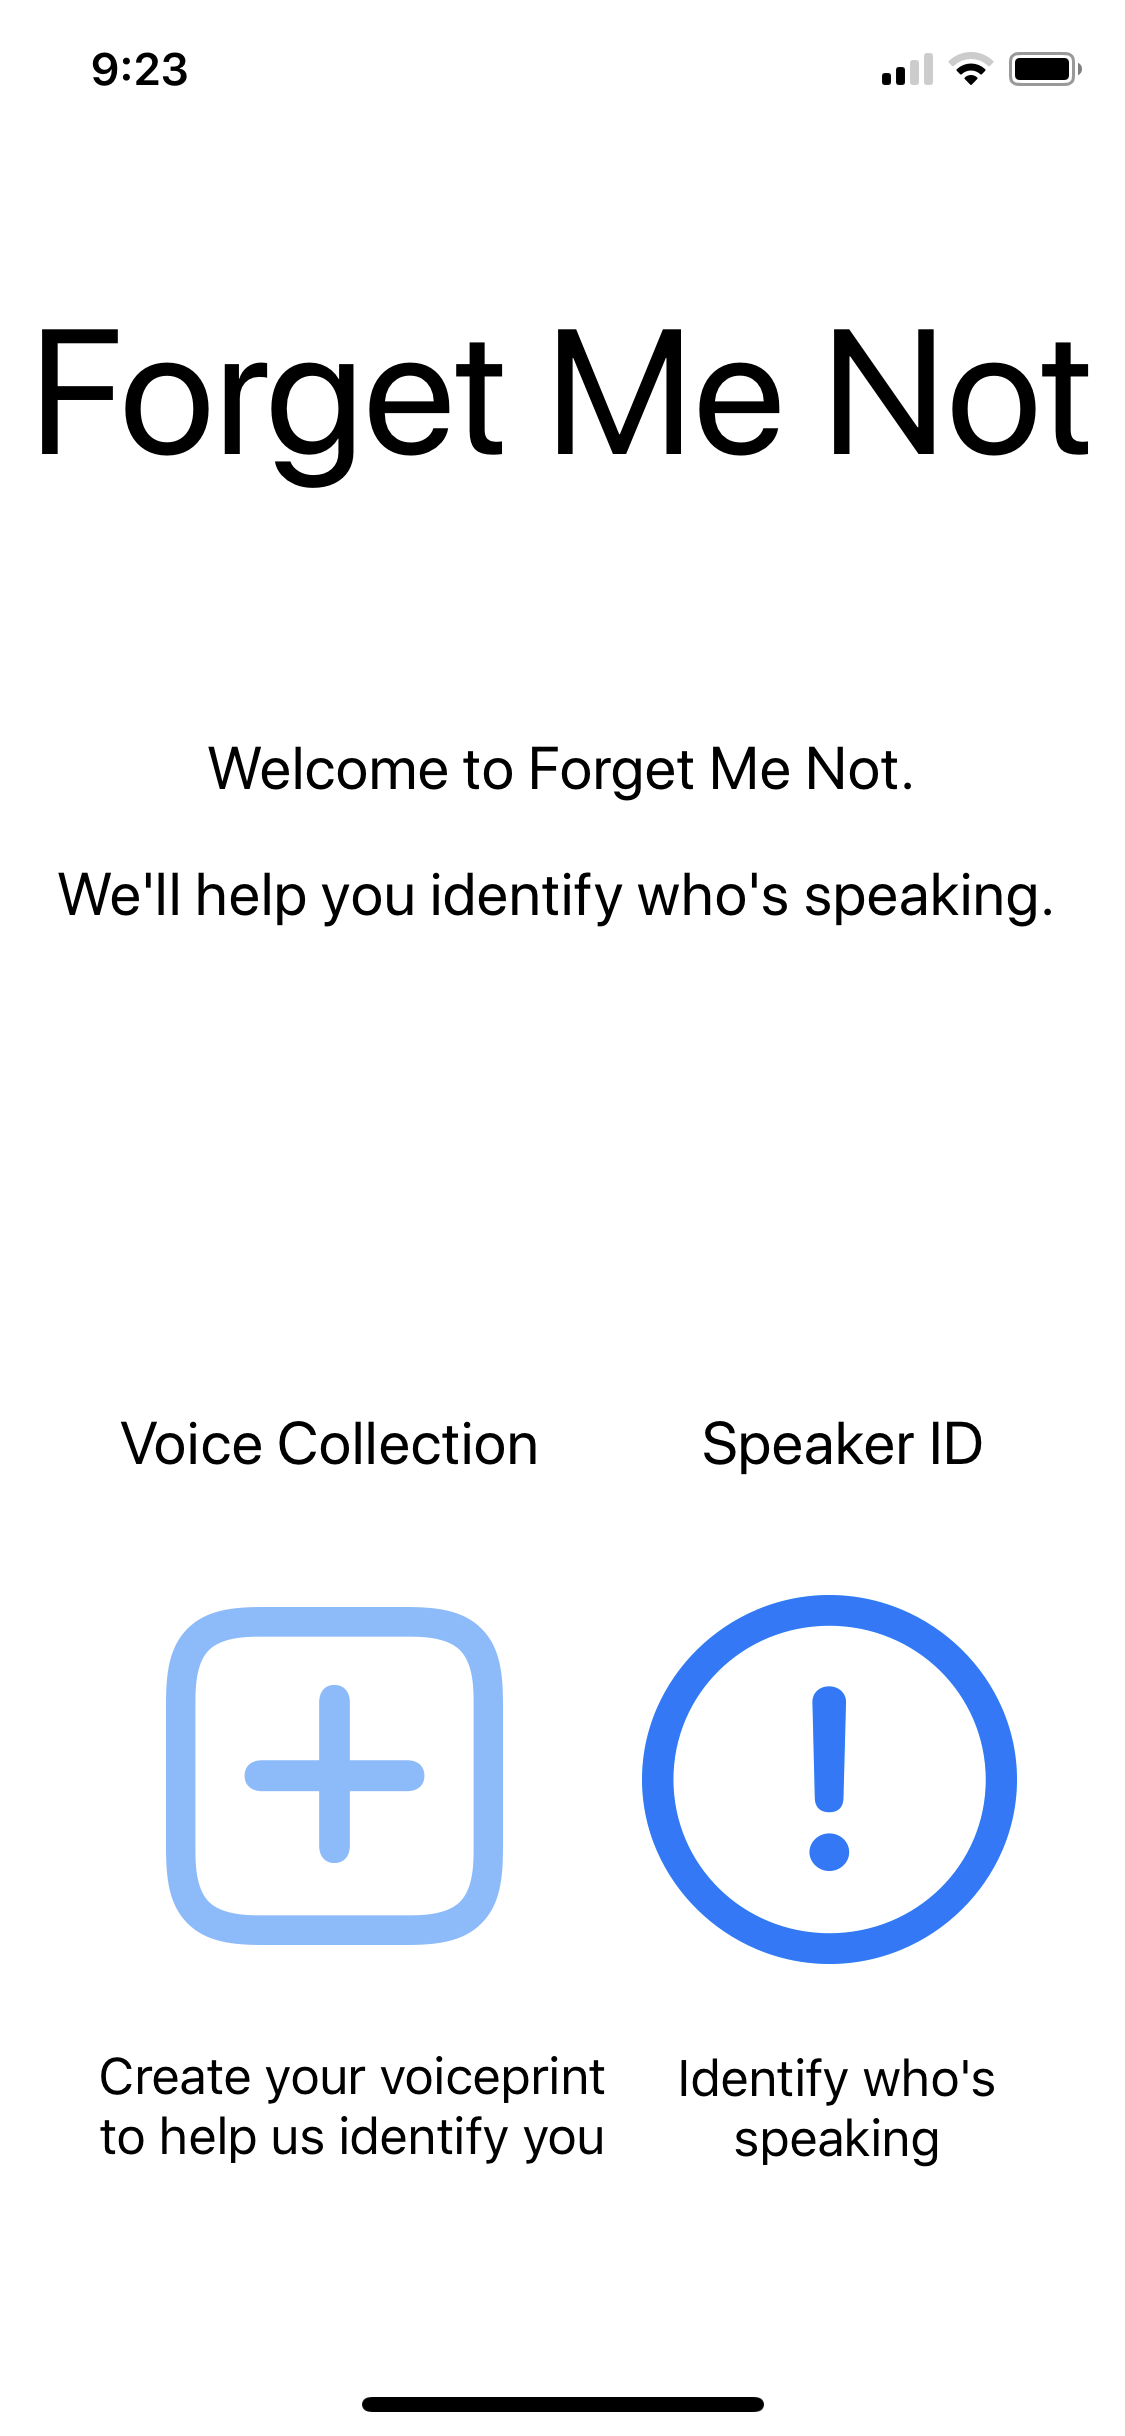 9:23
Forget Me Not
Welcome to Forget Me Not.
We'll help you identify who's speaking.
Voice Collection
Speaker ID
Create your voiceprint
to help us identify you
Identify who's
speaking